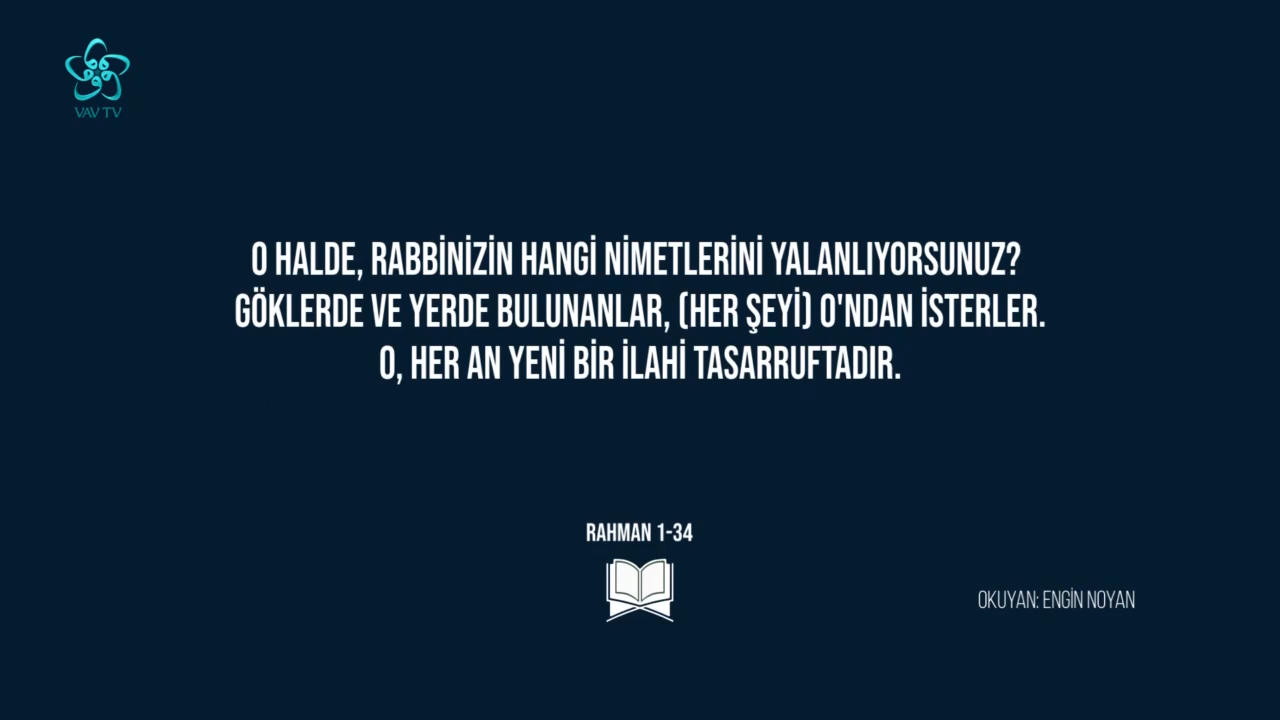 VAV TV
O HALDE, RABBİNİZİN HANGİ NİMETLERİNİ YALANLIYORSUNUZ?
GÖKLERDE VE YERDE BULUNANLAR, (HER ŞEYİ) O'NDAN İSTERLER.
O, HER AN YENİ BİR İLAHİ TASARRUFTADIR.
RAHMAN 1-34
OKUYAN: ENGİN NOYAN